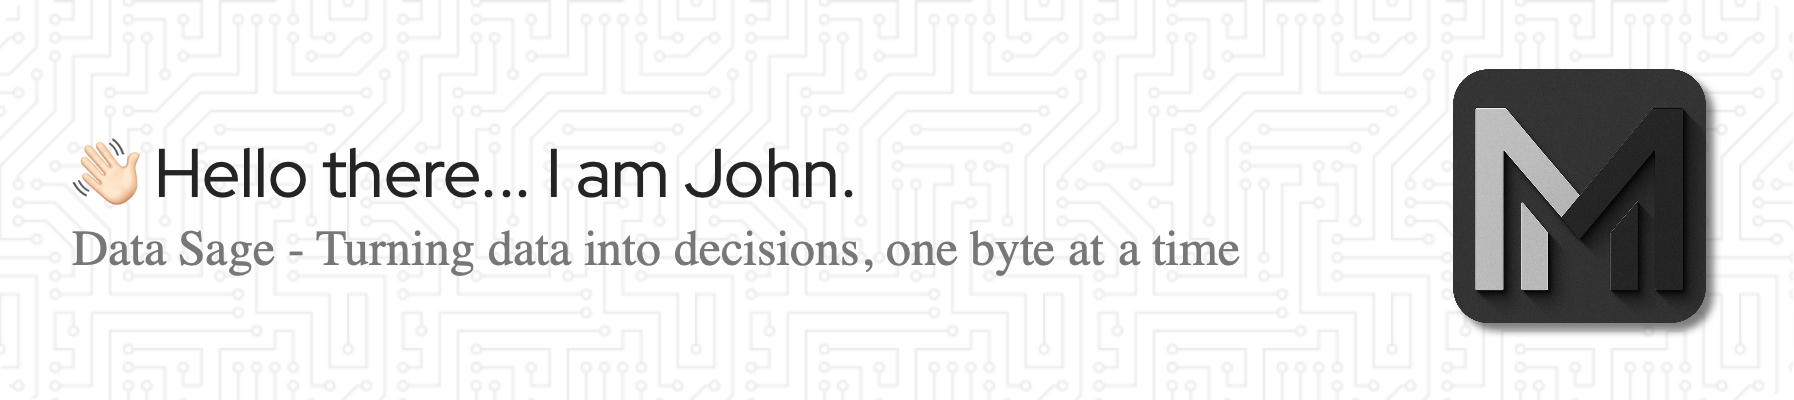 👋🏻 Hello there... I am John.
Data Sage - Turning data into decisions, one byte at a time
M